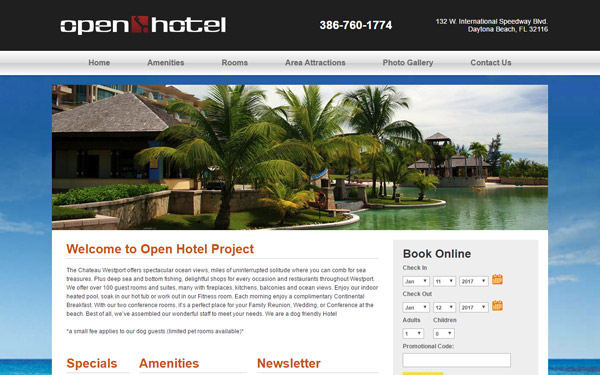 open hotel
386-760-1774
132 W. International Speedway Blvd.
Daytona Beach, FL 32116
Home Amenities Rooms Area Attractions Photo Gallery Contact Us
Welcome to Open Hotel Project
The Chateau Westport offers spectacular ocean views, miles of uninterrupted solitude where you can comb for sea
treasures. Plus deep sea and bottom fishing, delightful shops for every occasion and restaurants throughout Westport.
We offer over 100 guest rooms and suites, many with fireplaces, kitchens, balconies and ocean views. Enjoy our indoor
heated pool, soak in our hot tub or work out in our Fitness room. Each morning enjoy a complimentary Continental
Breakfast. With our two conference rooms, it's a perfect place for your Family Reunion, Wedding, or Conference at the
beach. Best of all, we've assembled our wonderful staff to meet your needs. We are a dog friendly Hotel
*a small fee applies to our dog guests (limited pet rooms available)*
Specials Amenities Newsletter
Book Online
Check In
Jan 11 2017
Check Out
Jan 12 2017
Adults Children
1 0
Promotional Code: